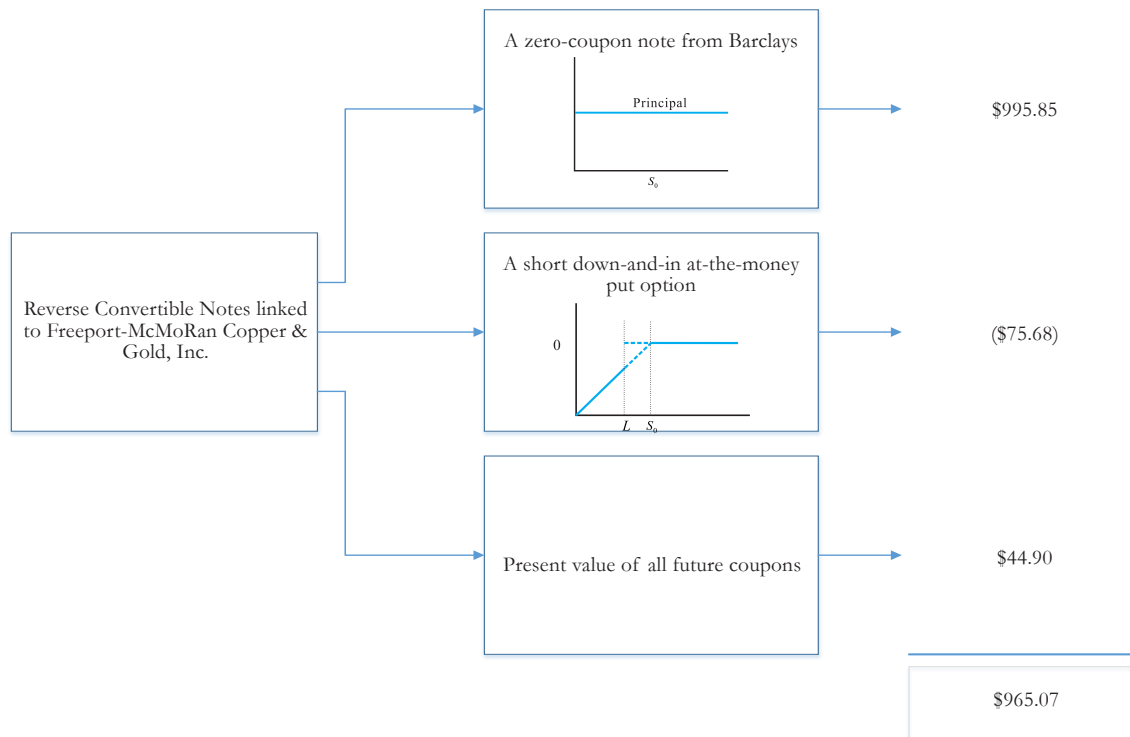 A zero-coupon note from Barclays
Principal
S₀
$995.85
Reverse Convertible Notes linked
to Freeport-McMoRan Copper &
Gold, Inc.
A short down-and-in at-the-money
put option
0
L S₀
($75.68)
Present value of all future coupons
$44.90
$965.07